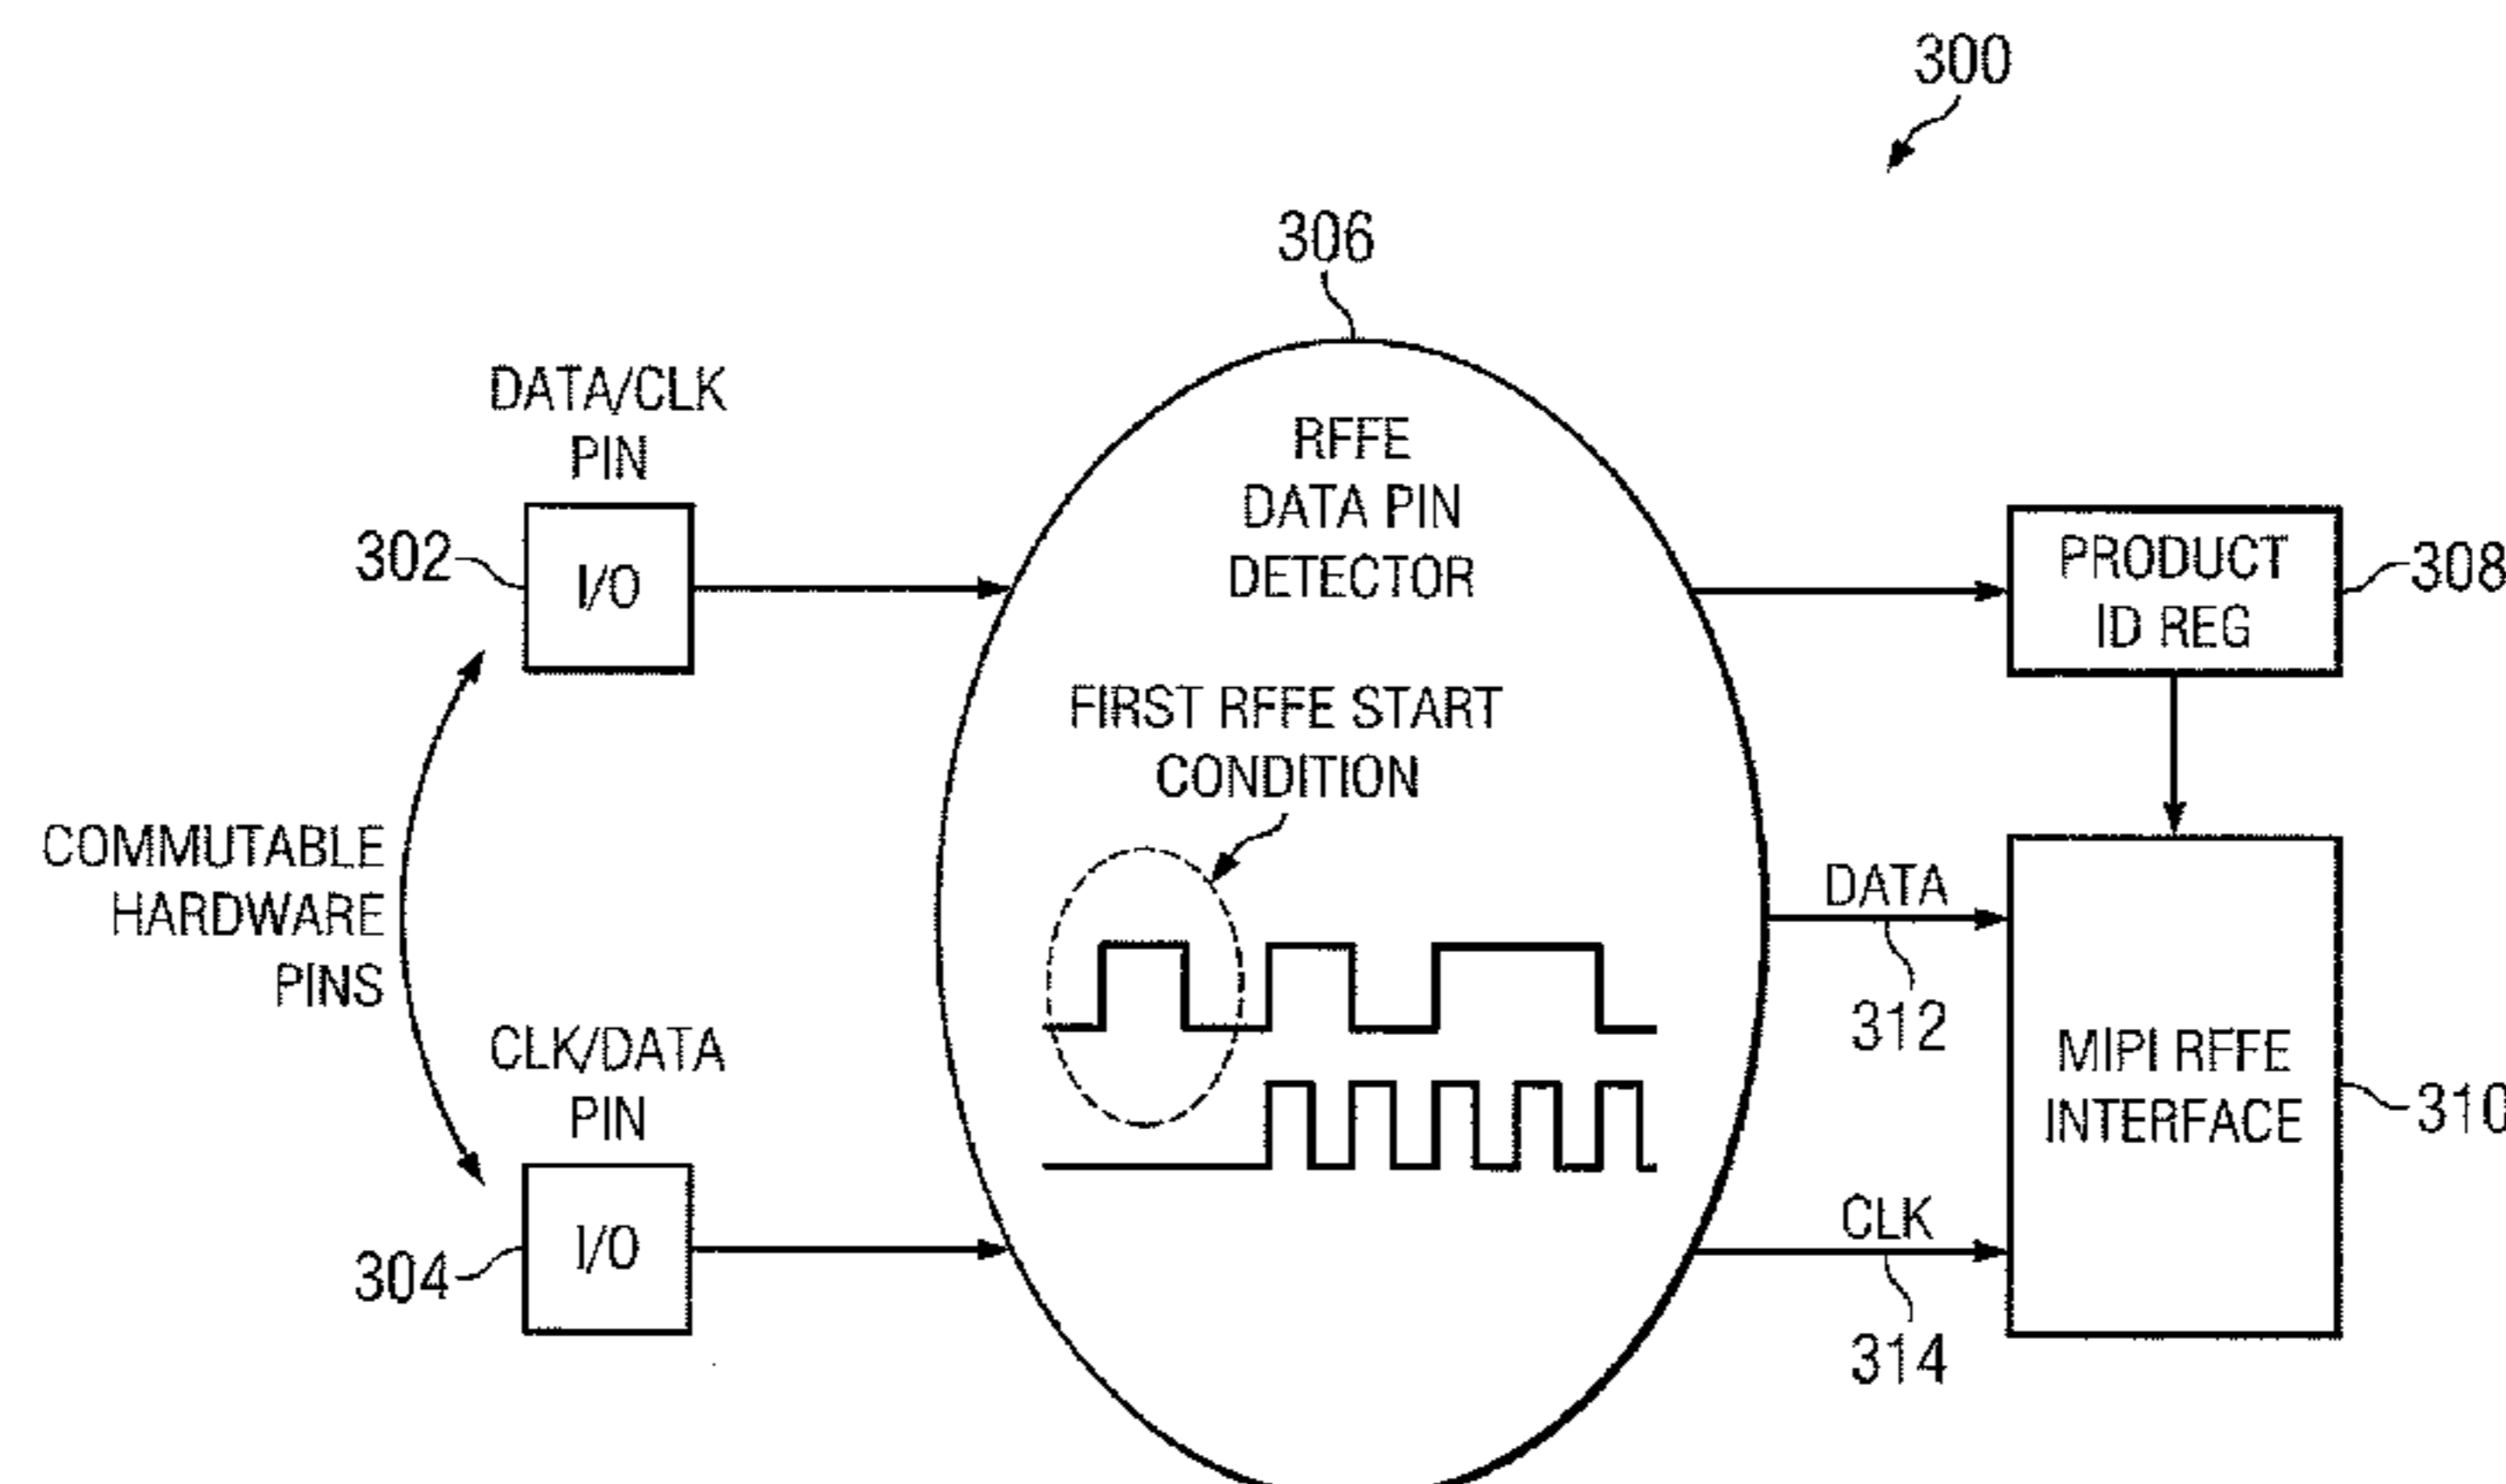 300
306
DATA/CLK
PIN
302
I/O
RFFE
DATA PIN
DETECTOR
PRODUCT
ID REG
308
FIRST RFFE START
CONDITION
COMMUTABLE
HARDWARE
PINS
DATA
312
CLK/DATA
PIN
304
I/O
MIPI RFFE
INTERFACE
310
CLK
314